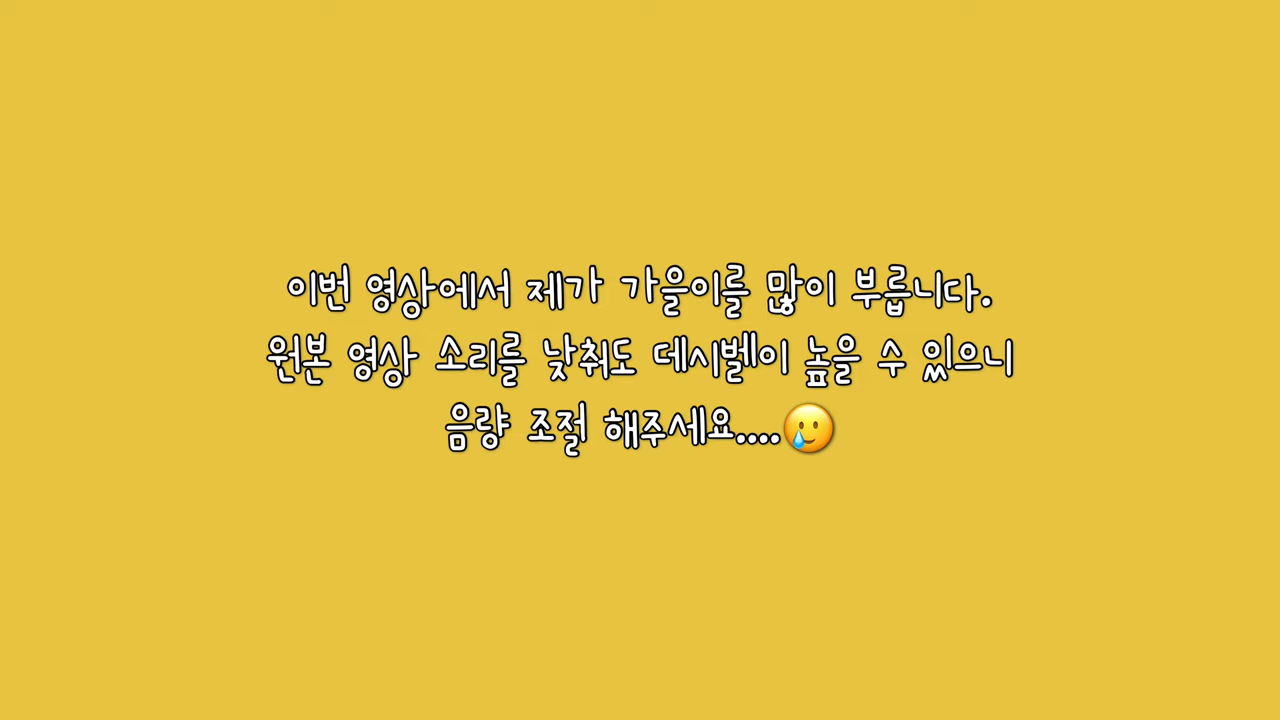 이번 영상에서 제가 가을이를 많이 부릅니다.
원본 영상 소리를 낮춰도 데시벨이 높을 수 있으니
음량 조절 해주세요....🥲